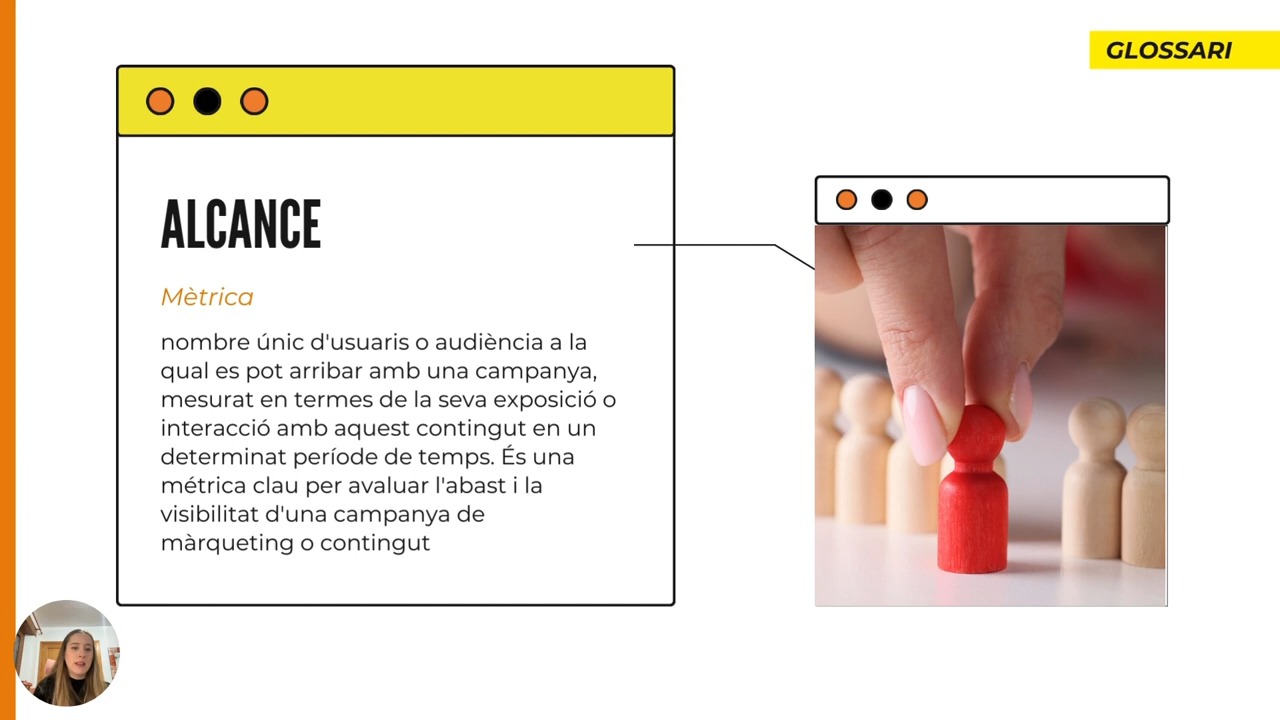 GLOSSARI
ALCANCE
Mètrica
nombre únic d'usuaris o audiència a la
qual es pot arribar amb una campanya,
mesurat en termes de la seva exposició o
interacció amb aquest contingut en un
determinat període de temps. És una
métrica clau per avaluar l'abast i la
visibilitat d'una campanya de
màrqueting o contingut